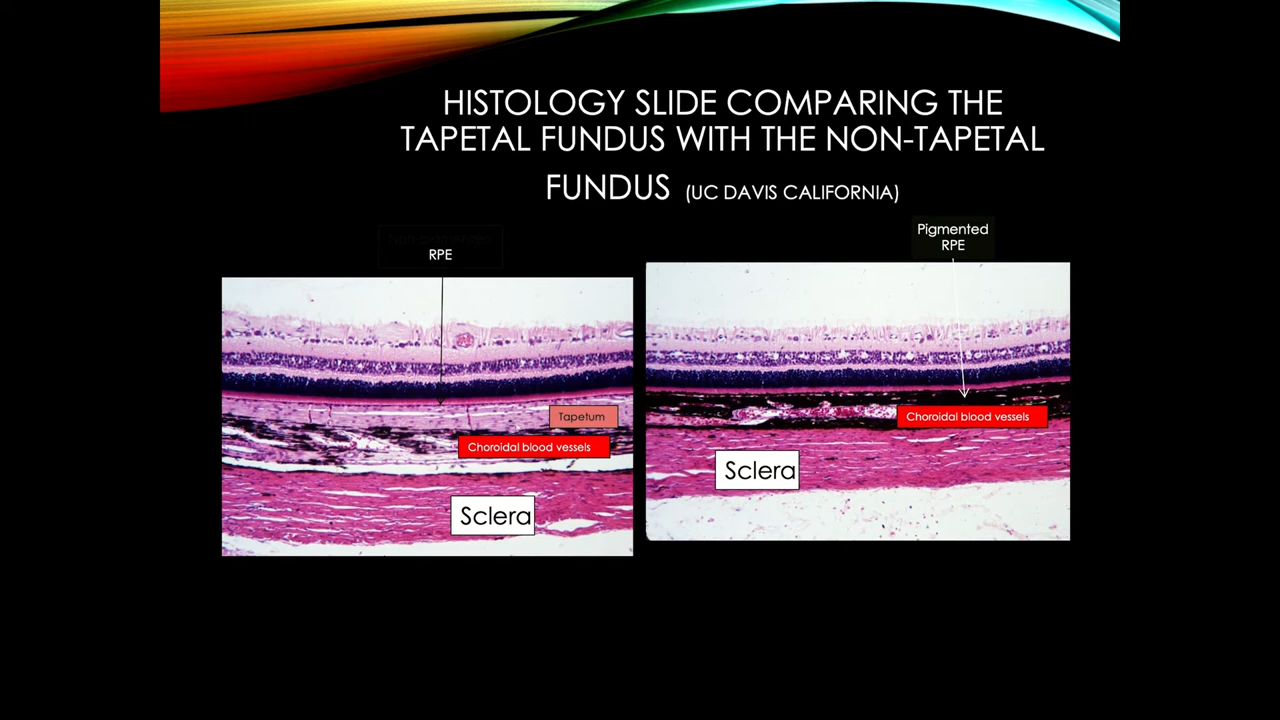 HISTOLOGY SLIDE COMPARING THE
TAPETAL FUNDUS WITH THE NON-TAPETAL
FUNDUS (UC DAVIS CALIFORNIA)
RPE
Pigmented
RPE
Tapetum
Choroidal blood vessels
Sclera
Choroidal blood vessels
Sclera